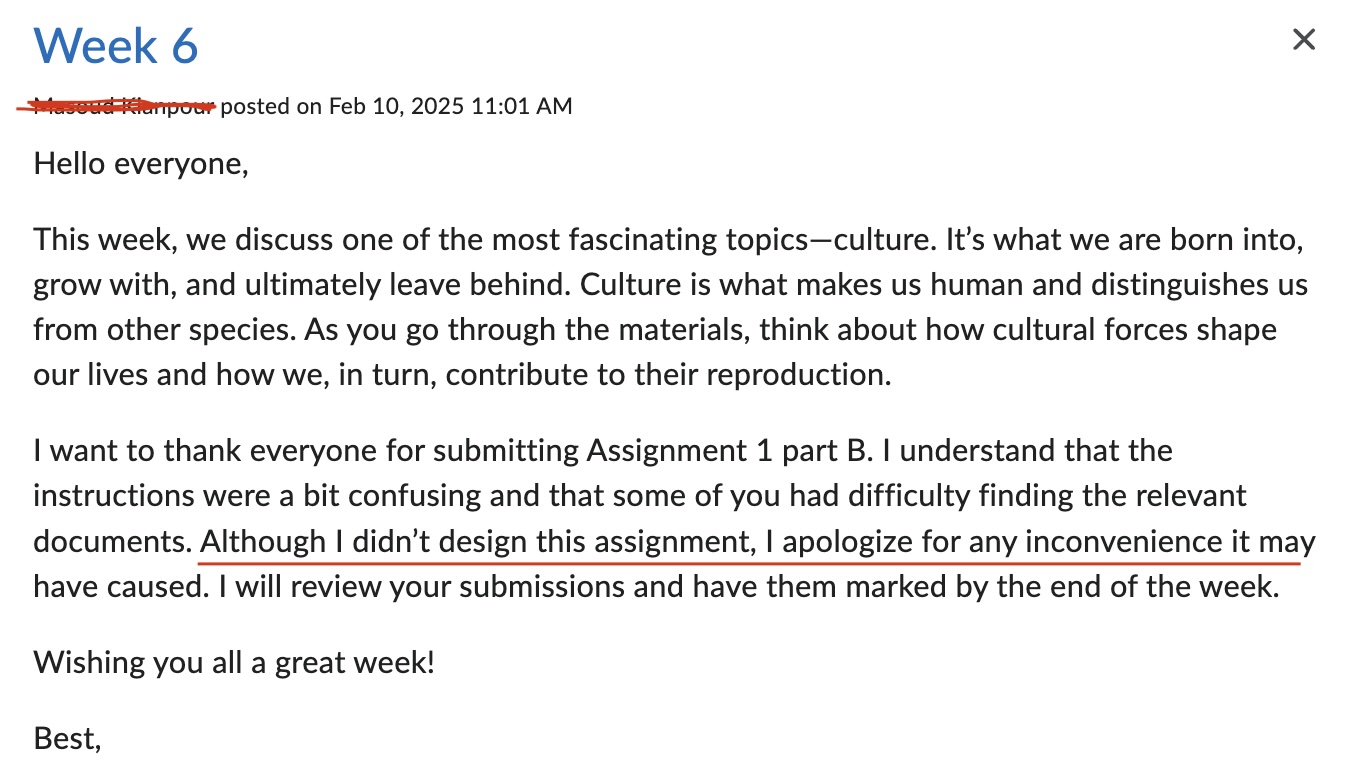 Week 6
posted on Feb 10, 2025 11:01 AM
Hello everyone,
This week, we discuss one of the most fascinating topics—culture. It’s what we are born into,
grow with, and ultimately leave behind. Culture is what makes us human and distinguishes us
from other species. As you go through the materials, think about how cultural forces shape
our lives and how we, in turn, contribute to their reproduction.
I want to thank everyone for submitting Assignment 1 part B. I understand that the
instructions were a bit confusing and that some of you had difficulty finding the relevant
documents. Although I didn’t design this assignment, I apologize for any inconvenience it may
have caused. I will review your submissions and have them marked by the end of the week.
Wishing you all a great week!
Best,